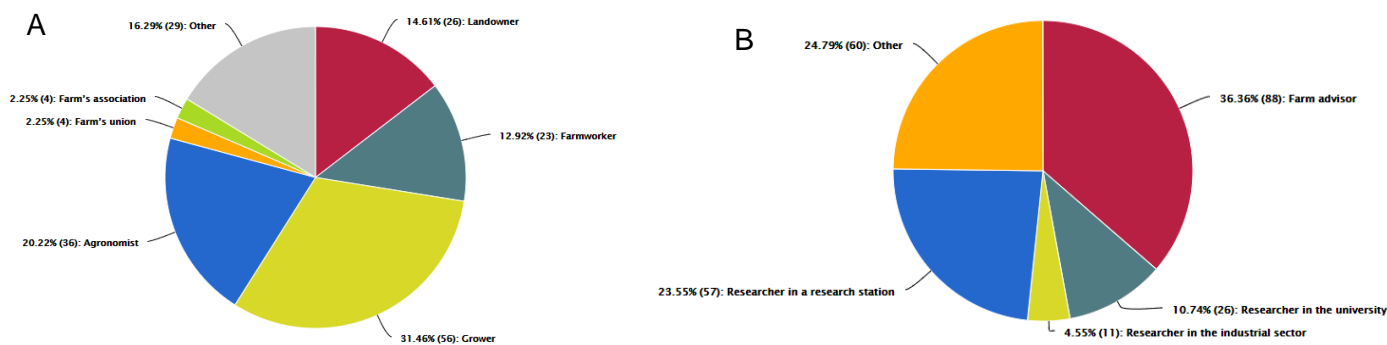 A
16.29% (29): Other
14.61% (26): Landowner
2.25% (4): Farm's association
2.25% (4): Farm's union
12.92% (23): Farmworker
20.22% (36): Agronomist
31.46% (56): Grower
B
24.79% (60): Other
36.36% (88): Farm advisor
23.55% (57): Researcher in a research station
10.74% (26): Researcher in the university
4.55% (11): Researcher in the industrial sector